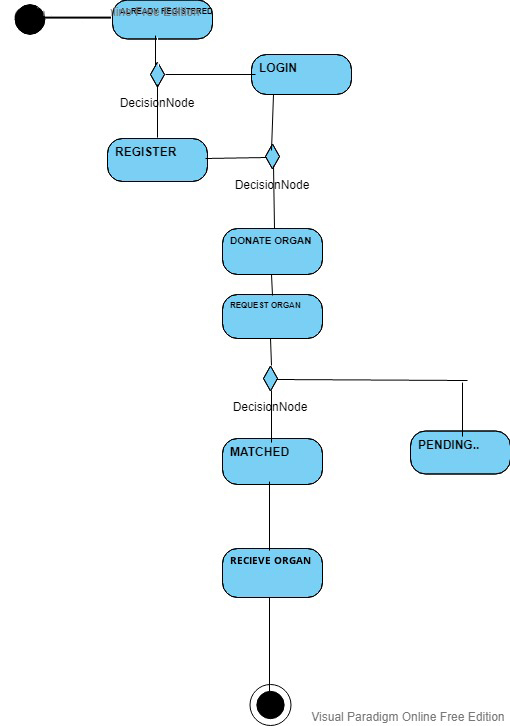 ALREADY REGISTERED
LOGIN
DecisionNode
REGISTER
DecisionNode
DONATE ORGAN
REQUEST ORGAN
DecisionNode
MATCHED
PENDING..
RECIEVE ORGAN
Visual Paradigm Online Free Edition